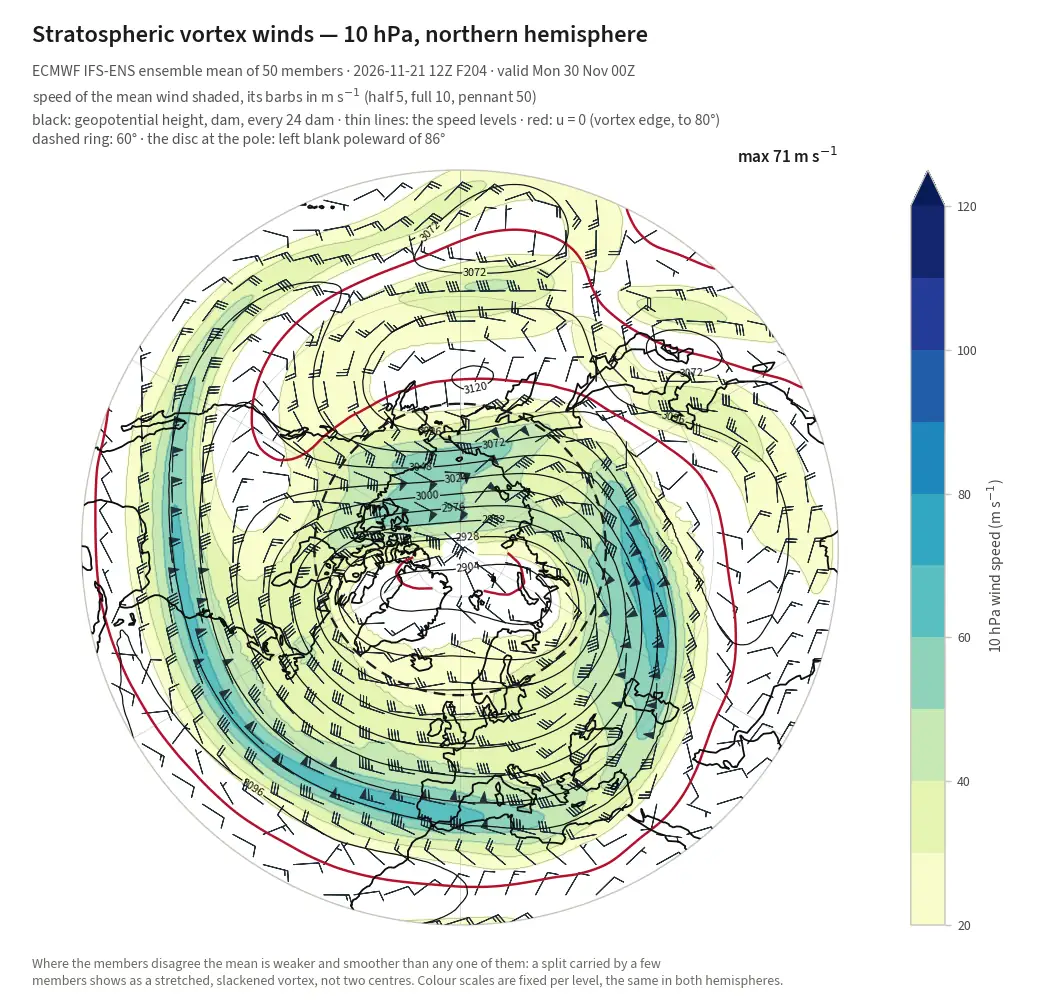 Stratospheric vortex winds — 10 hPa, northern hemisphere
ECMWF IFS-ENS ensemble mean of 50 members · 2026-11-21 12Z F204 · valid Mon 30 Nov 00Z
speed of the mean wind shaded, its barbs in m s−1 (half 5, full 10, pennant 50)
black: geopotential height, dam, every 24 dam · thin lines: the speed levels · red: u = 0 (vortex edge, to 80°)
dashed ring: 60° · the disc at the pole: left blank poleward of 86°
max 71 m s−1
120
100
80
60
40
20
10 hPa wind speed (m s−1)
3072
3072
3072
3120
3072
3048
3000
2976
2928
2904
3096
Where the members disagree the mean is weaker and smoother than any one of them: a split carried by a few
members shows as a stretched, slackened vortex, not two centres. Colour scales are fixed per level, the same in both hemispheres.